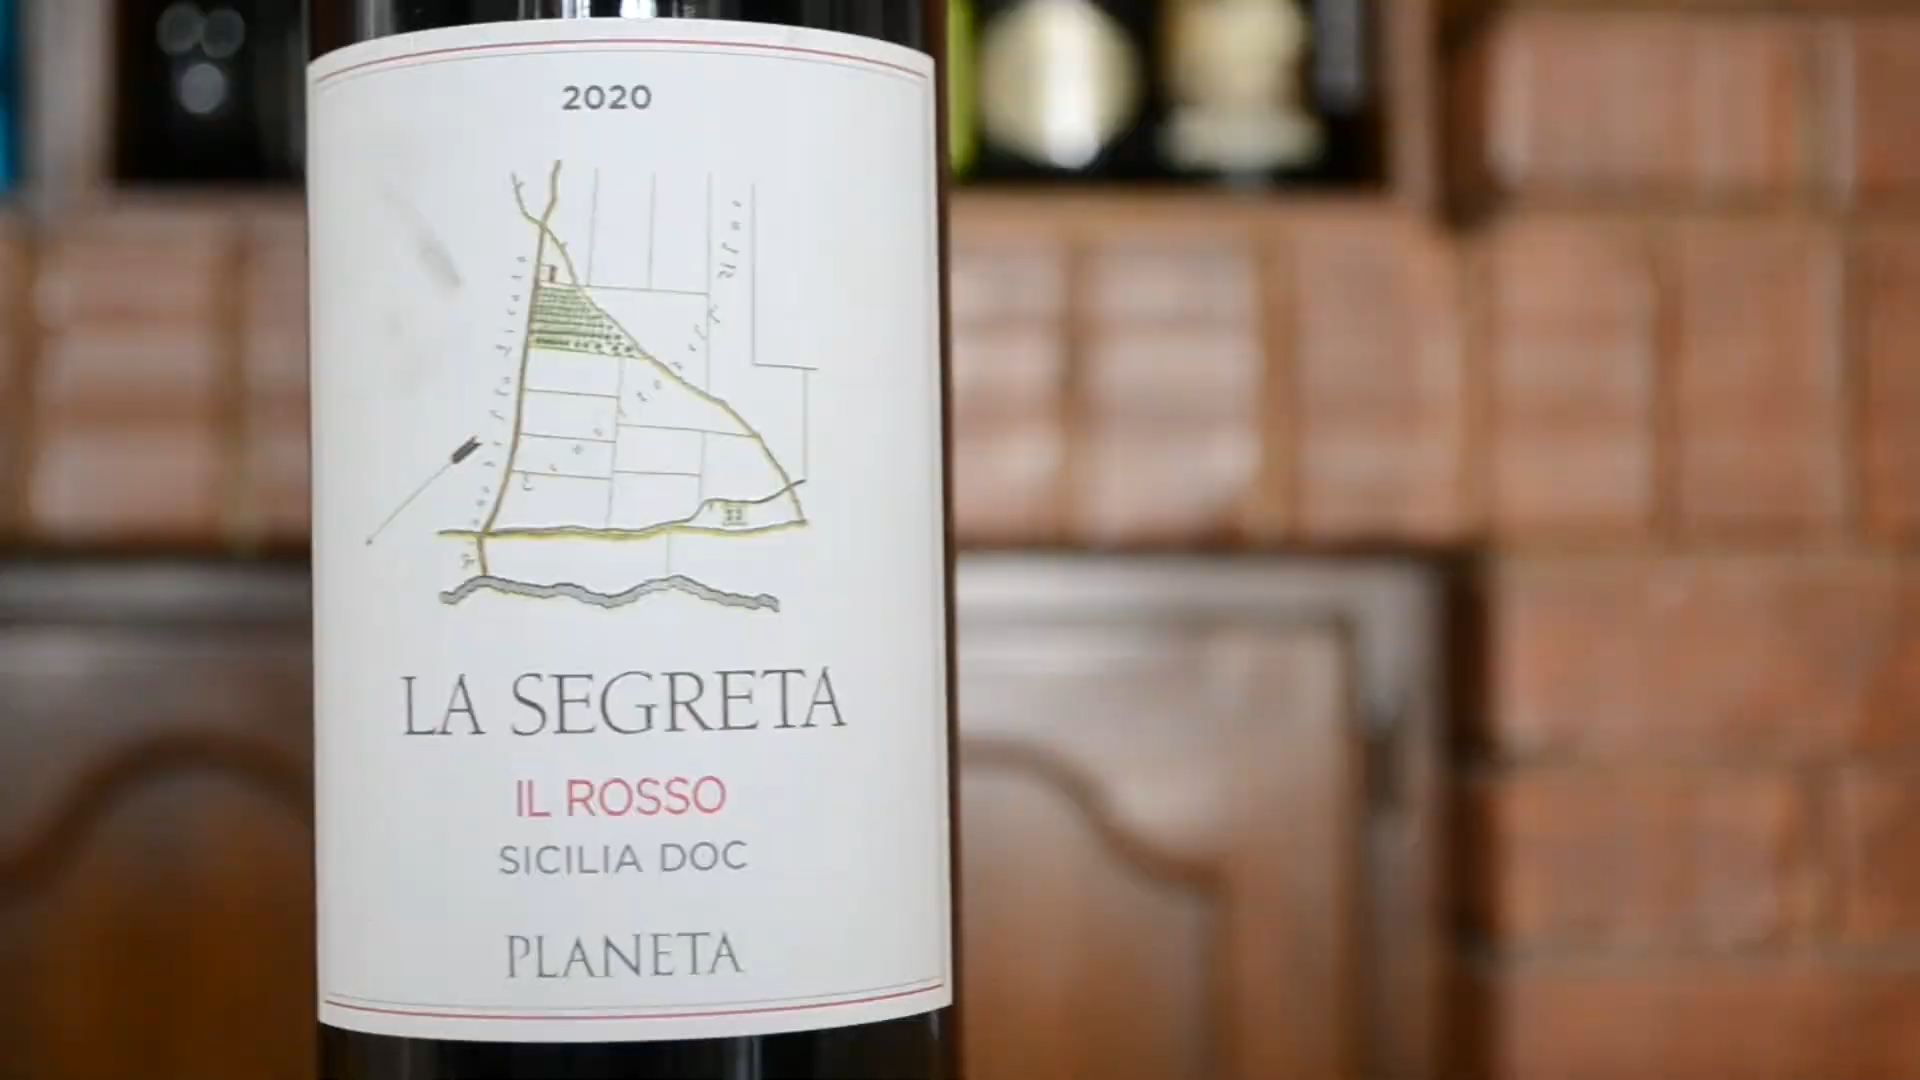 2020
LA SEGRETA
IL ROSSO
SICILIA DOC
PLANETA